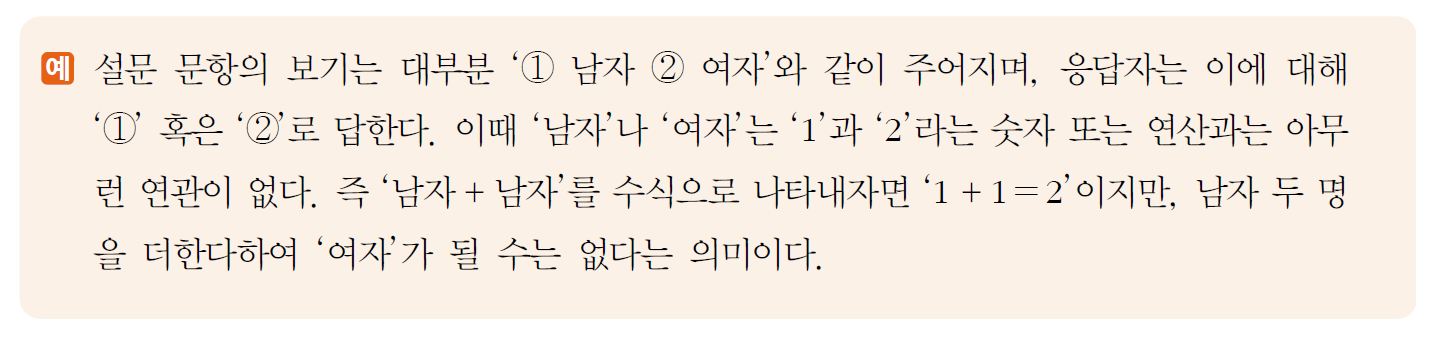 예 설문 문항의 보기는 대부분 ‘① 남자 ② 여자’와 같이 주어지며, 응답자는 이에 대해
‘①’ 혹은 ‘②’로 답한다. 이때 ‘남자’나 ‘여자’는 ‘1’과 ‘2’라는 숫자 또는 연산과는 아무
런 연관이 없다. 즉 ‘남자 + 남자’를 수식으로 나타내자면 ‘1 + 1 = 2’이지만, 남자 두 명
을 더한다하여 ‘여자’가 될 수는 없다는 의미이다.